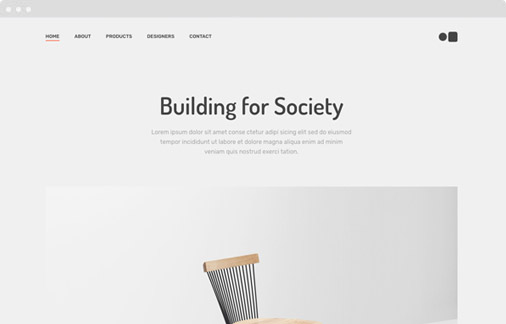 HOME ABOUT PRODUCTS DESIGNERS CONTACT
Building for Society
Lorem ipsum dolor sit amet conse ctetur adipi sicing elit sed do eiusmod
tempor incididunt ut labore et dolore magna aliqua enim ad minim
veniam quis nostrud exerci tation.